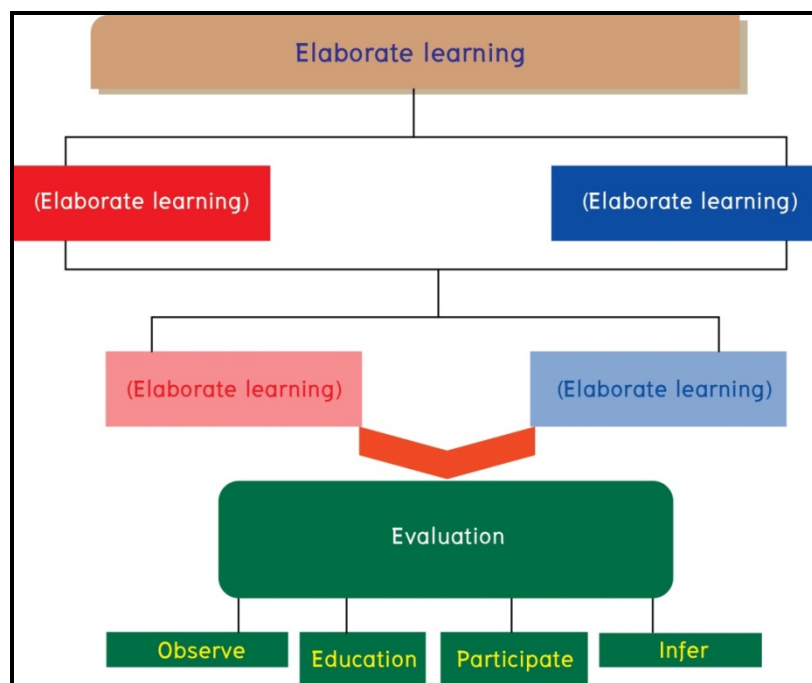 Elaborate learning
(Elaborate learning)
(Elaborate learning)
(Elaborate learning)
(Elaborate learning)
Evaluation
Observe
Education
Participate
Infer